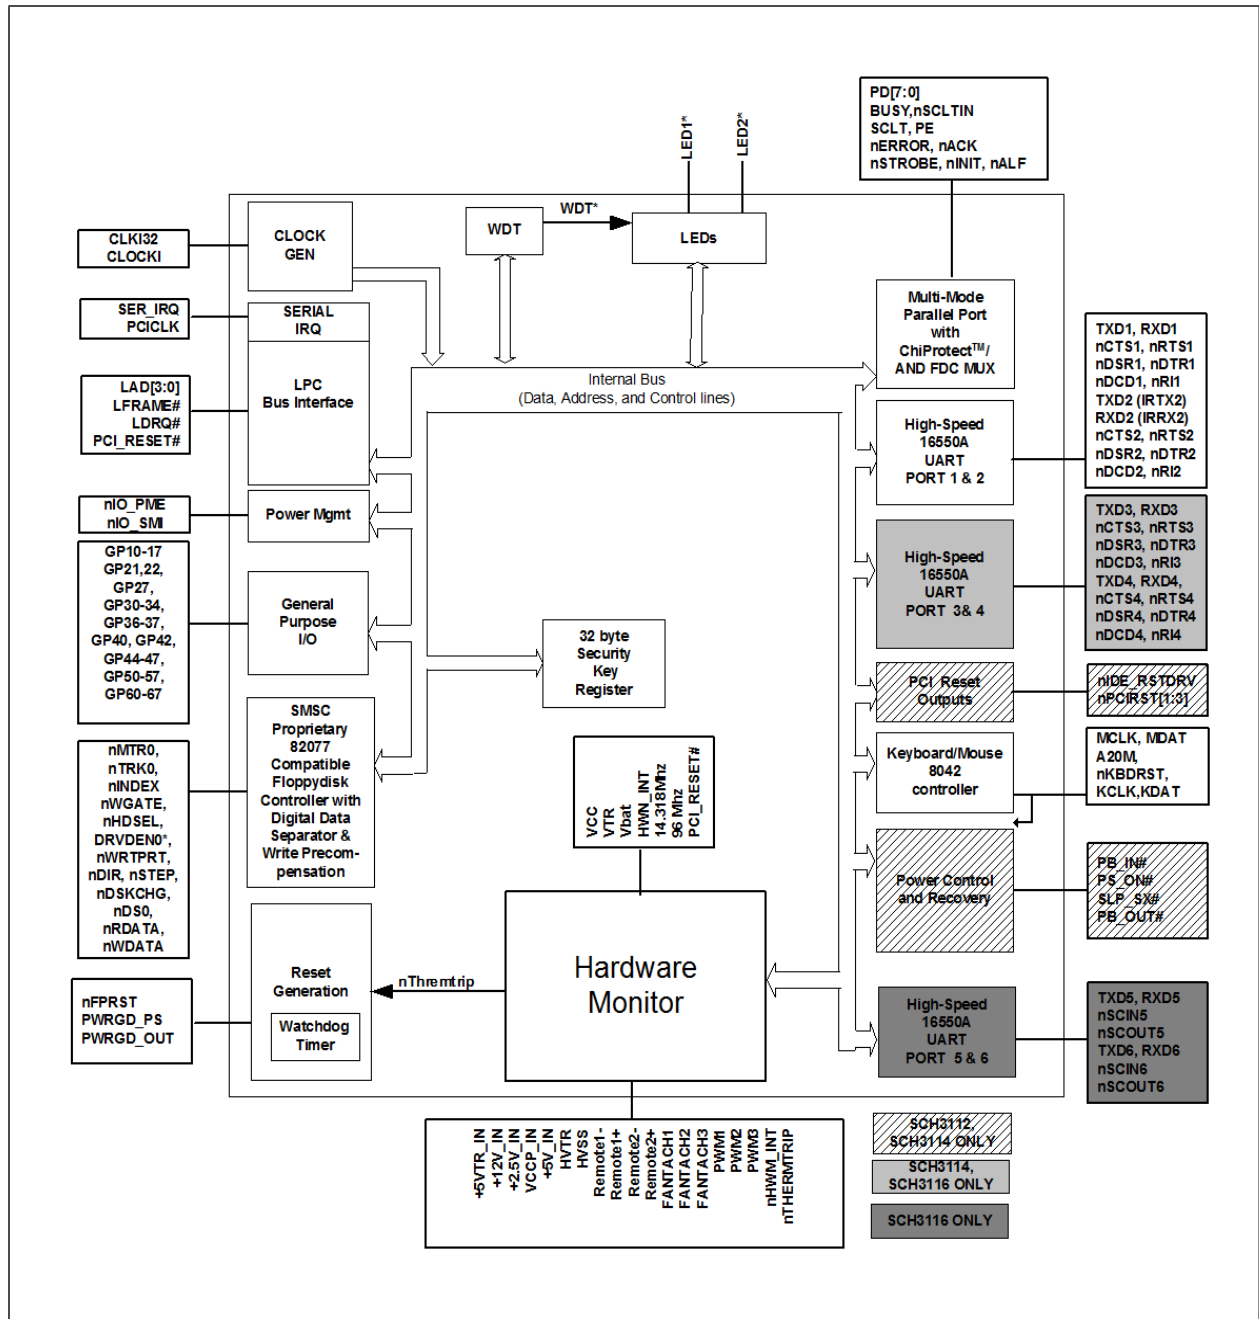 PD[7:0]
BUSY,nSCLTIN
SCLT, PE
nERROR, nACK
nSTROBE, nINIT, nALF
LED1*
LED2*
WDT
WDT*
LEDs
CLKI32
CLOCKI
CLOCK
GEN
SER_IRQ
PCICLK
SERIAL
IRQ
LAD[3:0]
LFRAME#
LDRQ#
PCI_RESET#
LPC
Bus Interface
nIO_PME
nIO_SMI
Power Mgmt
GP10-17
GP21,22,
GP27,
GP30-34,
GP36-37,
GP40, GP42,
GP44-47,
GP50-57,
GP60-67
General
Purpose
I/O
nMTR0,
nTRK0,
nINDEX
nWGATE,
nHDSEL,
DRVDEN0*,
nWRTPRT,
nDIR, nSTEP,
nDSKCHG,
nDS0,
nRDATA,
nWDATA
SMSC
Proprietary
82077
Compatible
Floppydisk
Controller with
Digital Data
Separator &
Write Precom-
pensation
nFPRST
PWRGD_PS
PWRGD_OUT
Reset
Generation
Watchdog
Timer
nThremtrip
Internal Bus
(Data, Address, and Control lines)
32 byte
Security
Key
Register
VCC
VTR
Vbat
HWN_INT
14.318Mhz
96 Mhz
PCI_RESET#
Hardware
Monitor
+5VTR_IN
+12V_IN
+2.5V_IN
VCCP_IN
+5V_IN
HVTR
HVSS
Remote1-
Remote1+
Remote2-
Remote2+
FANTACH1
FANTACH2
FANTACH3
PWM1
PWM2
PWM3
nHWM_INT
nTHERMTRIP
Multi-Mode
Parallel Port
with
ChiProtect™/
AND FDC MUX
High-Speed
16550A
UART
PORT 1 & 2
TXD1, RXD1
nCTS1, nRTS1
nDSR1, nDTR1
nDCD1, nRI1
TXD2 (IRTX2)
RXD2 (IRRX2)
nCTS2, nRTS2
nDSR2, nDTR2
nDCD2, nRI2
High-Speed
16550A
UART
PORT 3& 4
TXD3, RXD3
nCTS3, nRTS3
nDSR3, nDTR3
nDCD3, nRI3
TXD4, RXD4,
nCTS4, nRTS4
nDSR4, nDTR4
nDCD4, nRI4
PCI Reset
Outputs
nIDE_RSTDRV
nPCIRST[1:3]
Keyboard/Mouse
8042
controller
MCLK, MDAT
A20M,
nKBDRST,
KCLK,KDAT
Power Control
and Recovery
PB_IN#
PS_ON#
SLP_SX#
PB_OUT#
High-Speed
16550A
UART
PORT 5 & 6
TXD5, RXD5
nSCIN5
nSCOUT5
TXD6, RXD6
nSCIN6
nSCOUT6
SCH3112,
SCH3114 ONLY
SCH3114,
SCH3116 ONLY
SCH3116 ONLY